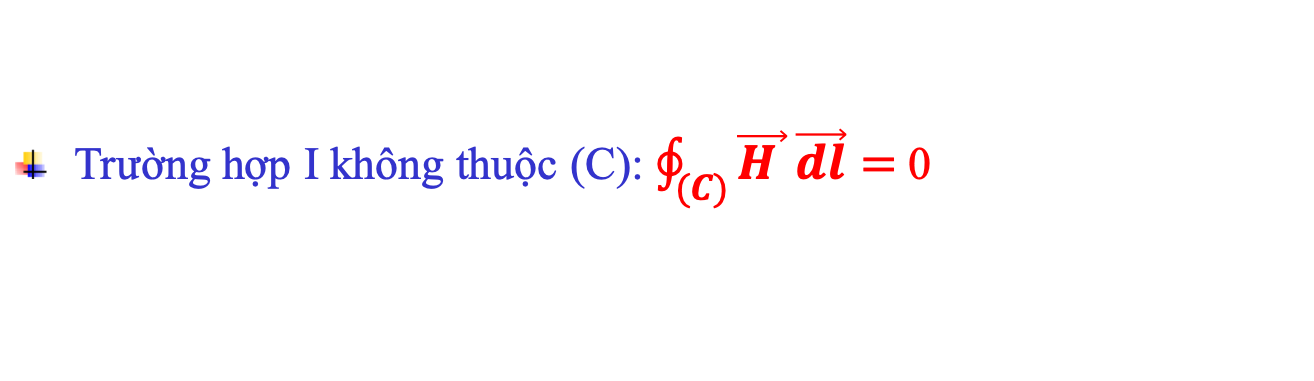 Trường hợp I không thuộc (C): ∮₍C₎ H⃗ dl⃗ = 0